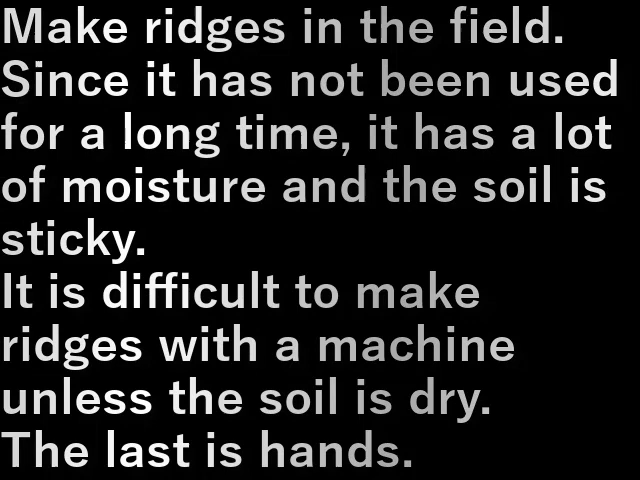 Make ridges in the field.
Since it has not been used
for a long time, it has a lot
of moisture and the soil is
sticky.
It is difficult to make
ridges with a machine
unless the soil is dry.
The last is hands.